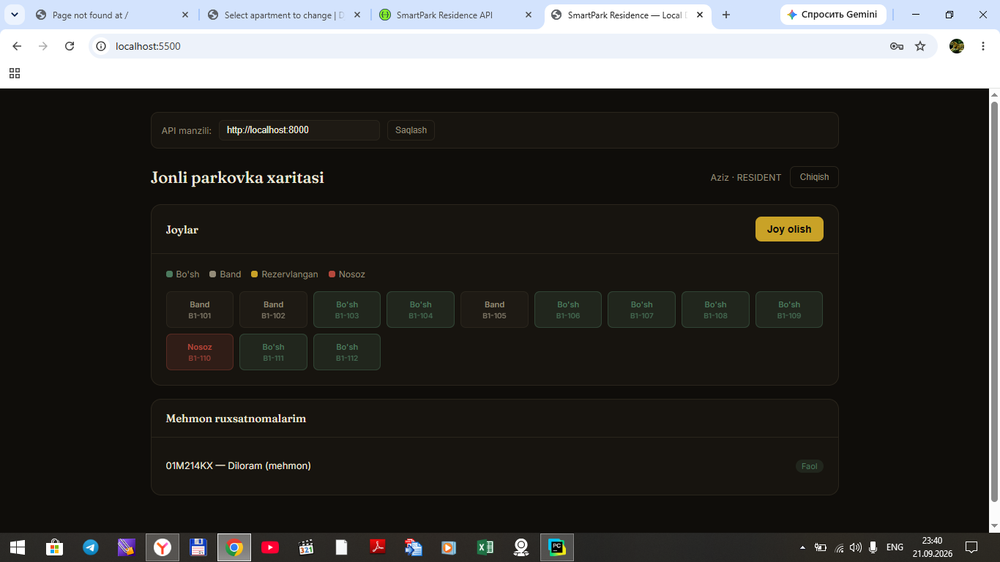 Page not found at /
Select apartment to change | D
SmartPark Residence API
SmartPark Residence — Local D
Спросить Gemini
localhost:5500
API manzili:
http://localhost:8000
Saqlash
Jonli parkovka xaritasi
Aziz · RESIDENT
Chiqish
Joylar
Joy olish
Bo'sh
Band
Rezervlangan
Nosoz
Band
B1-101
Band
B1-102
Bo'sh
B1-103
Bo'sh
B1-104
Band
B1-105
Bo'sh
B1-106
Bo'sh
B1-107
Bo'sh
B1-108
Bo'sh
B1-109
Nosoz
B1-110
Bo'sh
B1-111
Bo'sh
B1-112
Mehmon ruxsatnomalarim
01M214KX — Diloram (mehmon)
Faol
321
PC
ENG
23:40
21.09.2026